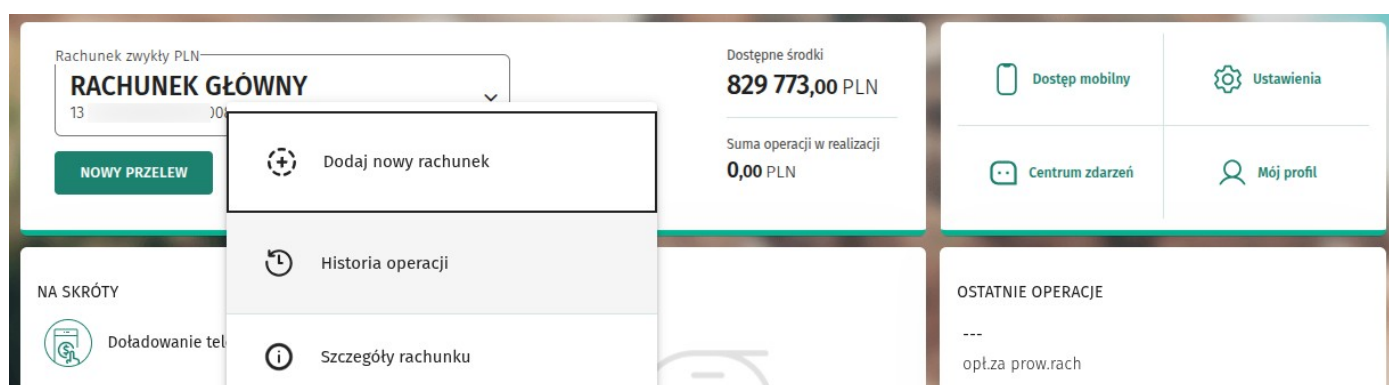 Rachunek zwykły PLN
RACHUNEK GŁÓWNY
13
NOWY PRZELEW
Dostępne środki
829 773,00 PLN
Suma operacji w realizacji
0,00 PLN
Dodaj nowy rachunek
Historia operacji
Szczegóły rachunku
Dostęp mobilny
Ustawienia
Centrum zdarzeń
Mój profil
NA SKRÓTY
Doładowanie
OSTATNIE OPERACJE
---
opł.za prow.rach